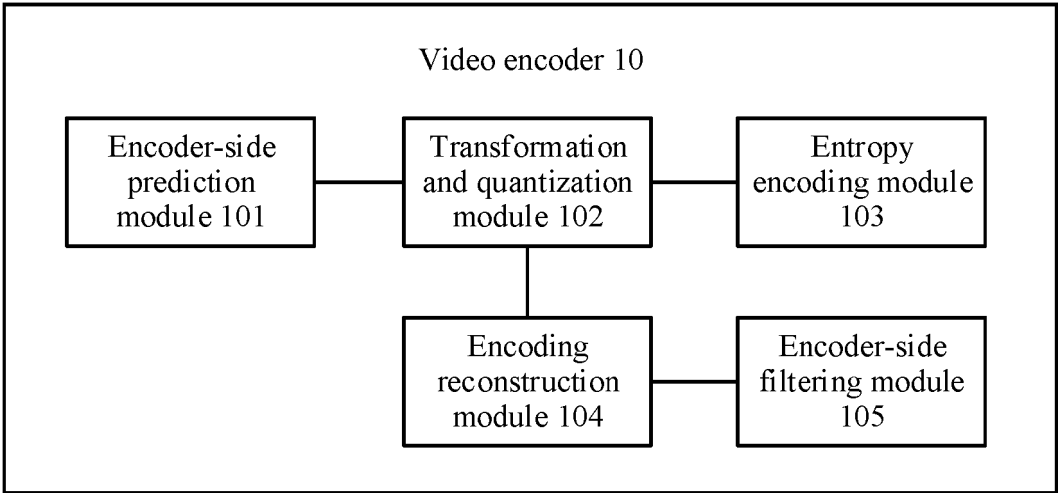 Video encoder 10
Encoder-side
prediction
module 101
Transformation
and quantization
module 102
Entropy
encoding module
103
Encoding
reconstruction
module 104
Encoder-side
filtering module
105